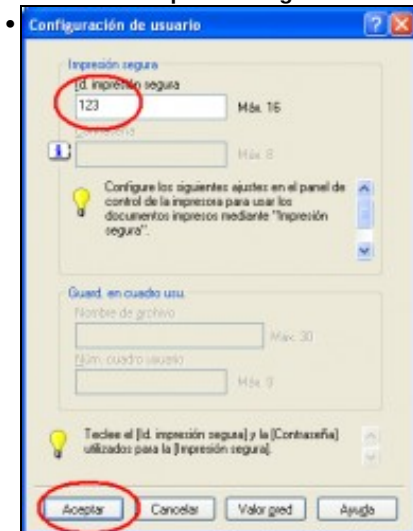 Configuración de usuario
Impresión segura
Id. impresión segura
123
Máx. 16
Contraseña
Máx. 8
Configure los siguientes ajustes en el panel de
control de la impresora para usar los
documentos impresos mediante "Impresión
segura".
Guard. en cuadro usu.
Nombre de archivo
Máx. 30
Núm. cuadro usuario
Máx. 9
Teclee el [Id. impresión segura] y la [Contraseña]
utilizados para la [Impresión segura].
Aceptar Cancelar Valor pred Ayuda